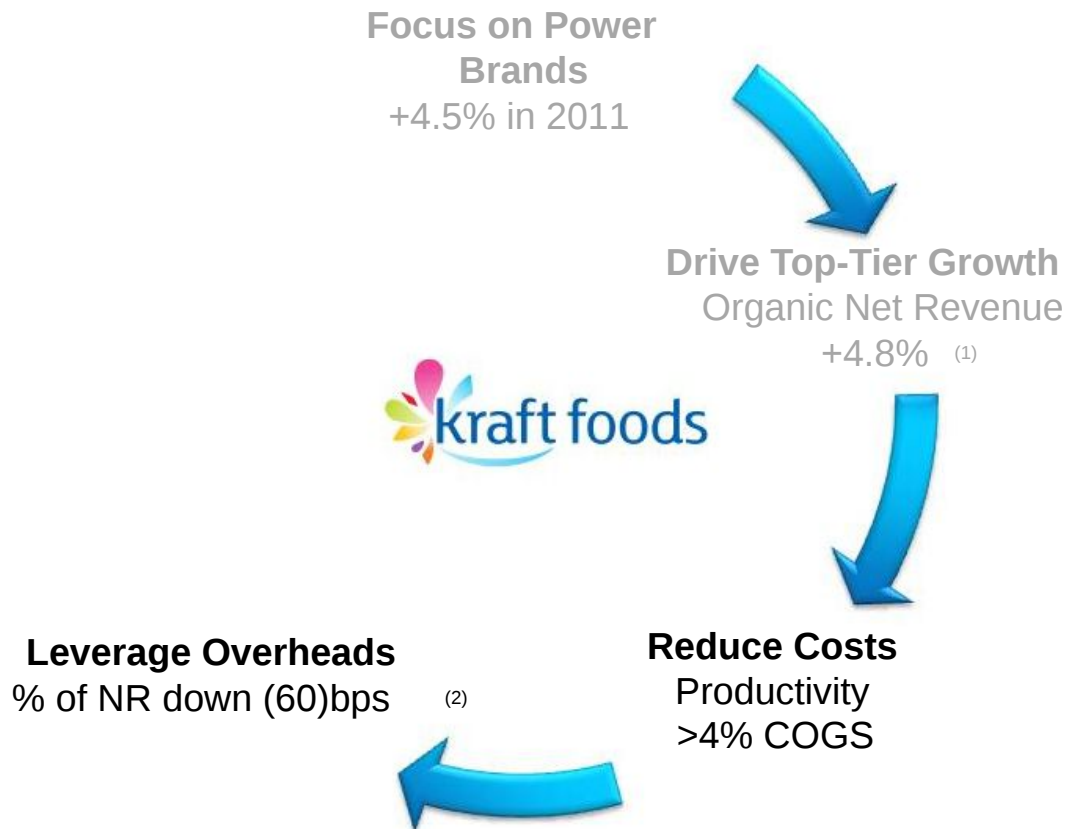 Focus on Power
Brands
+4.5% in 2011
Drive Top-Tier Growth
Organic Net Revenue
+4.8% (1)
kraft foods
Reduce Costs
Productivity
>4% COGS
Leverage Overheads
% of NR down (60)bps (2)